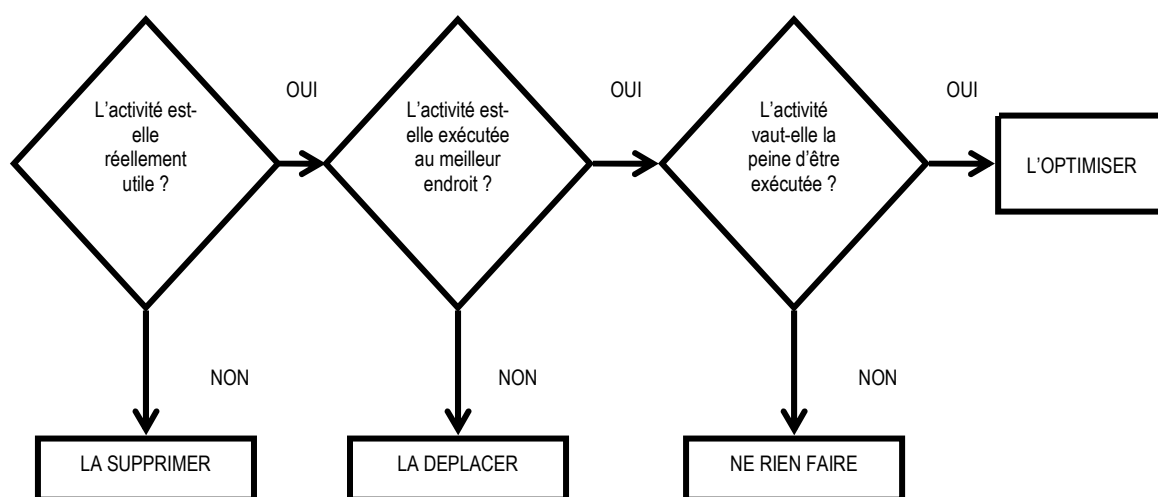 OUI
OUI
OUI
L'activité est-
elle
réellement
utile ?
L'activité est-
elle exécutée
au meilleur
endroit ?
L'activité
vaut-elle la
peine d'être
exécutée ?
L'OPTIMISER
NON
NON
NON
LA SUPPRIMER
LA DEPLACER
NE RIEN FAIRE